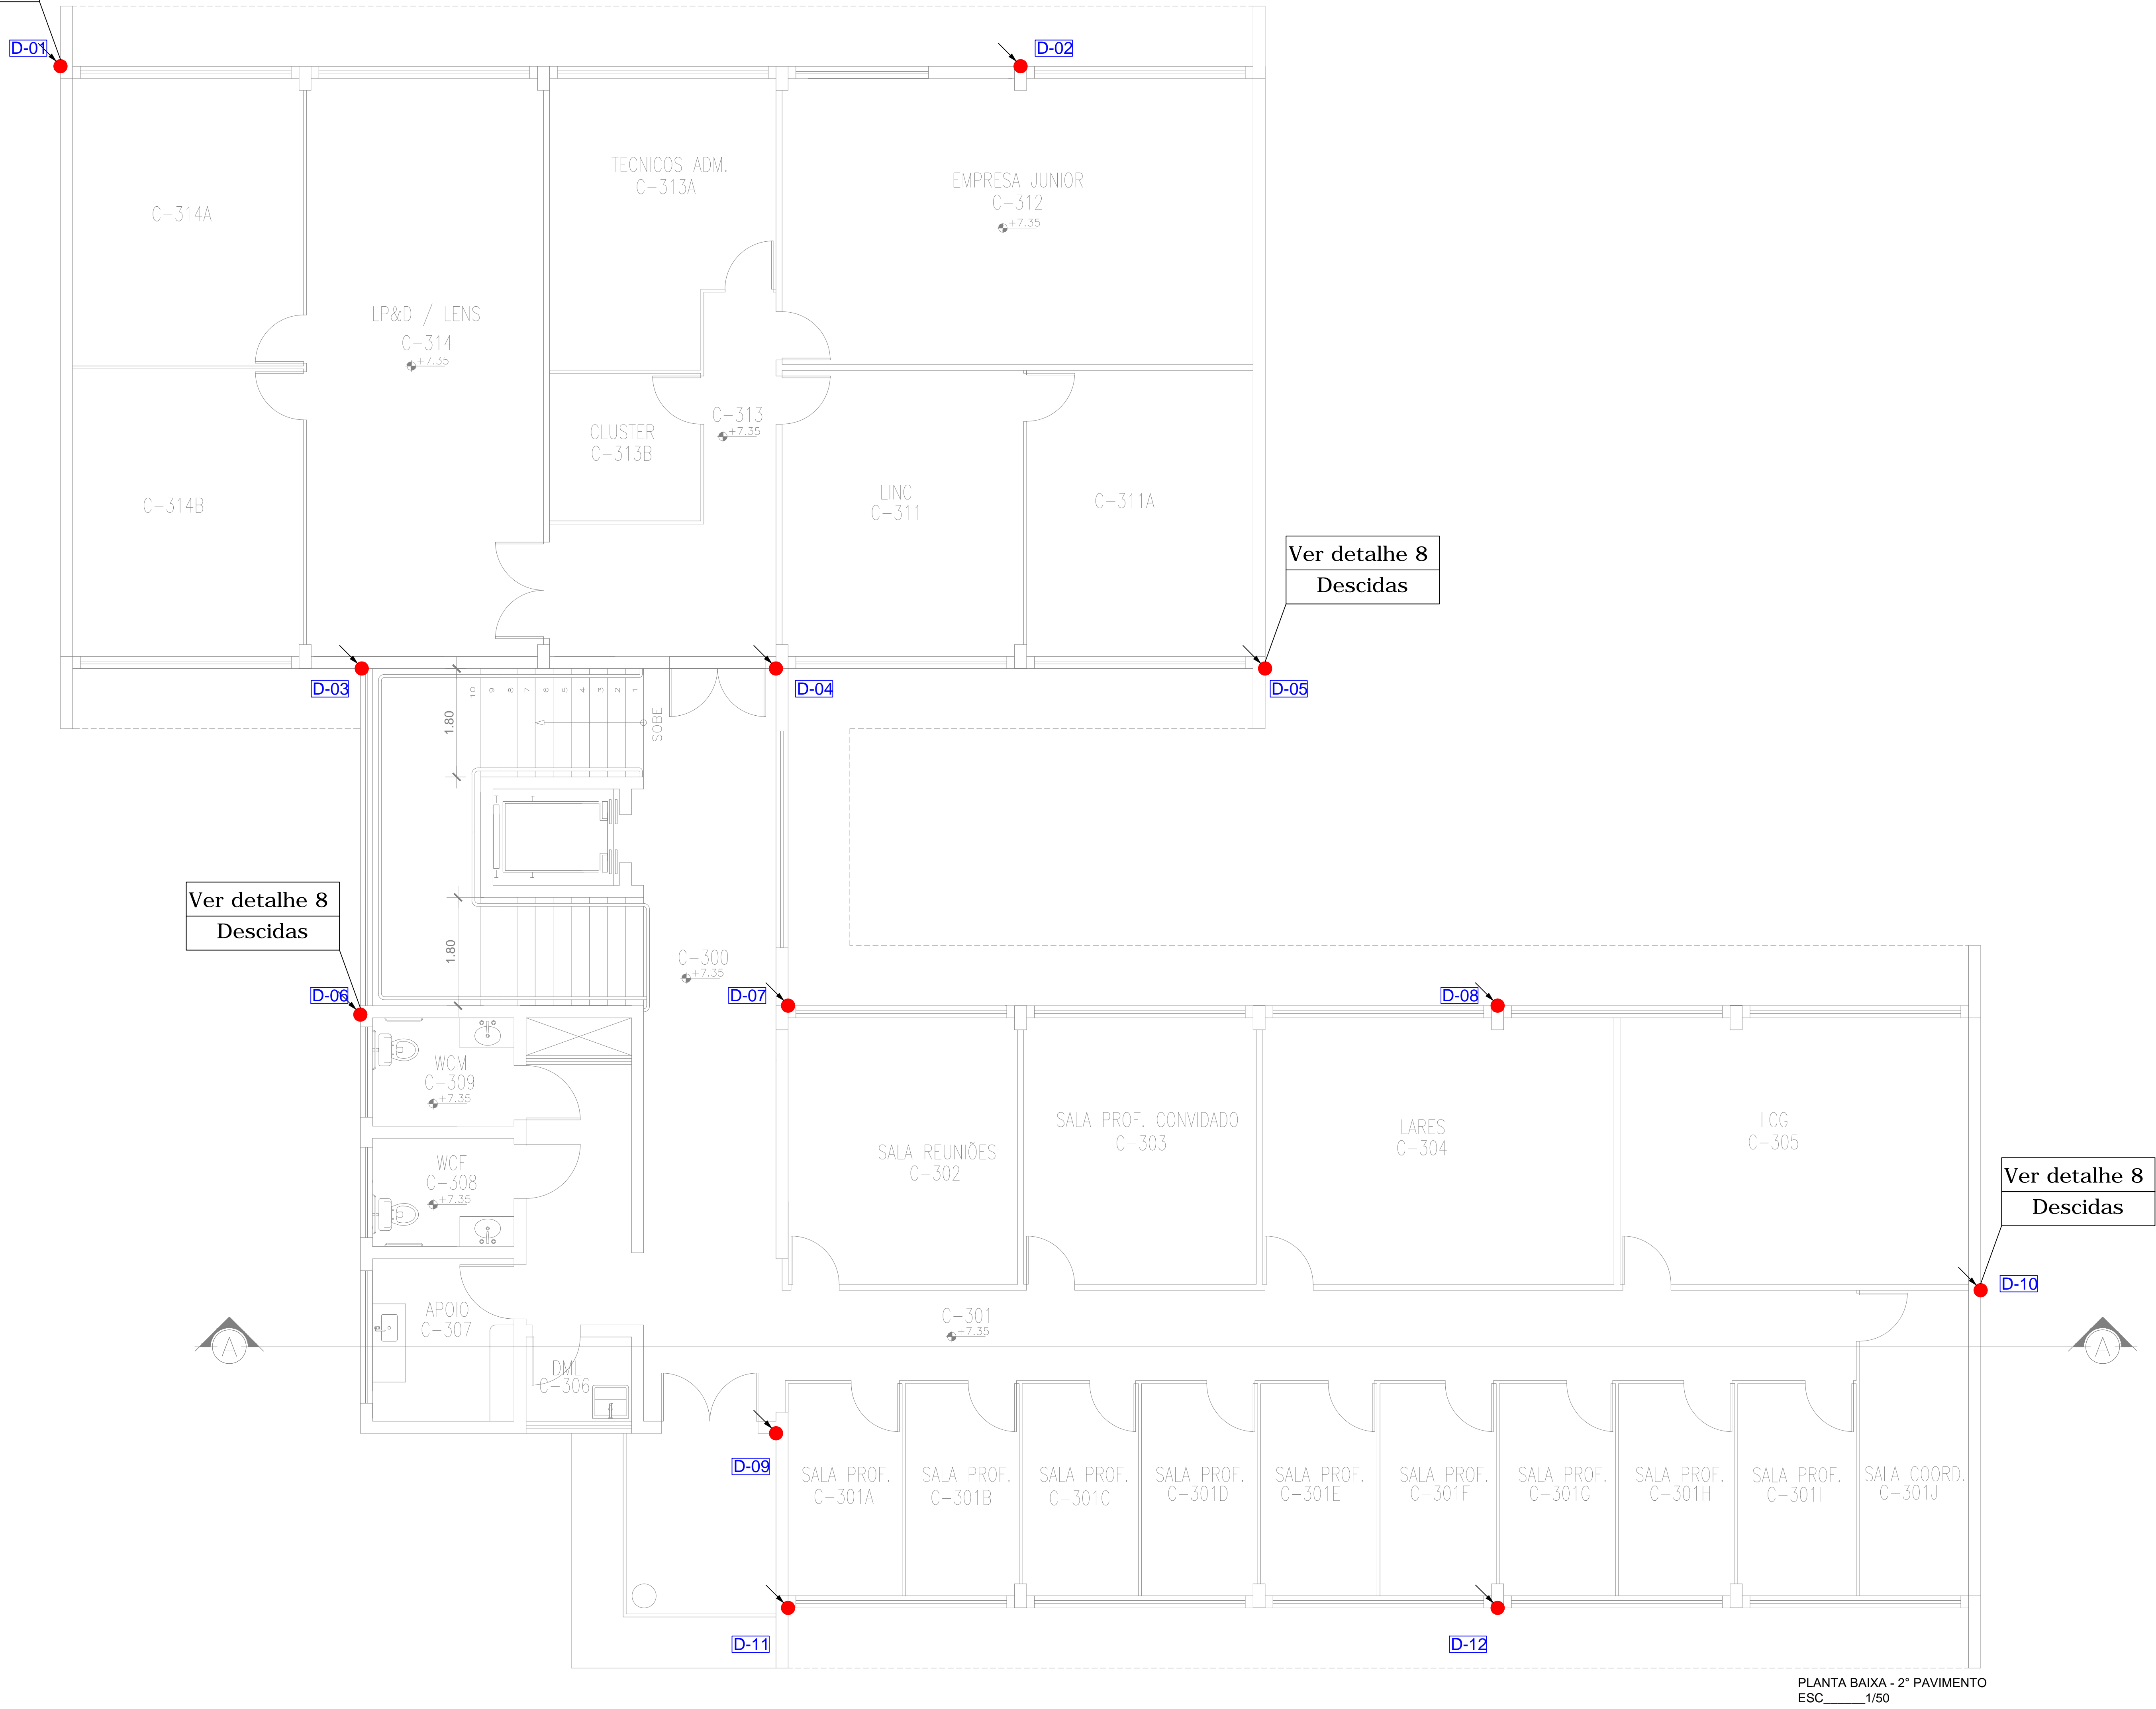 D-01
D-02
TECNICOS ADM.
C-313A
EMPRESA JUNIOR
C-312
+7.35
C-314A
LP&D / LENS
C-314
+7.35
C-313
+7.35
CLUSTER
C-313B
LINC
C-311
C-311A
C-314B
Ver detalhe 8
Descidas
D-03
D-04
D-05
10
9
8
7
6
5
4
3
2
1
SOBE
1.80
Ver detalhe 8
Descidas
1.80
C-300
+7.35
D-06
D-07
D-08
WCM
C-309
+7.35
SALA REUNIÕES
C-302
SALA PROF. CONVIDADO
C-303
LARES
C-304
LCG
C-305
WCF
C-308
+7.35
Ver detalhe 8
Descidas
D-10
APOIO
C-307
C-301
+7.35
A
A
DML
C-306
D-09
SALA PROF.
C-301A
SALA PROF.
C-301B
SALA PROF.
C-301C
SALA PROF.
C-301D
SALA PROF.
C-301E
SALA PROF.
C-301F
SALA PROF.
C-301G
SALA PROF.
C-301H
SALA PROF.
C-301I
SALA COORD.
C-301J
D-11
D-12
PLANTA BAIXA - 2° PAVIMENTO
ESC______1/50